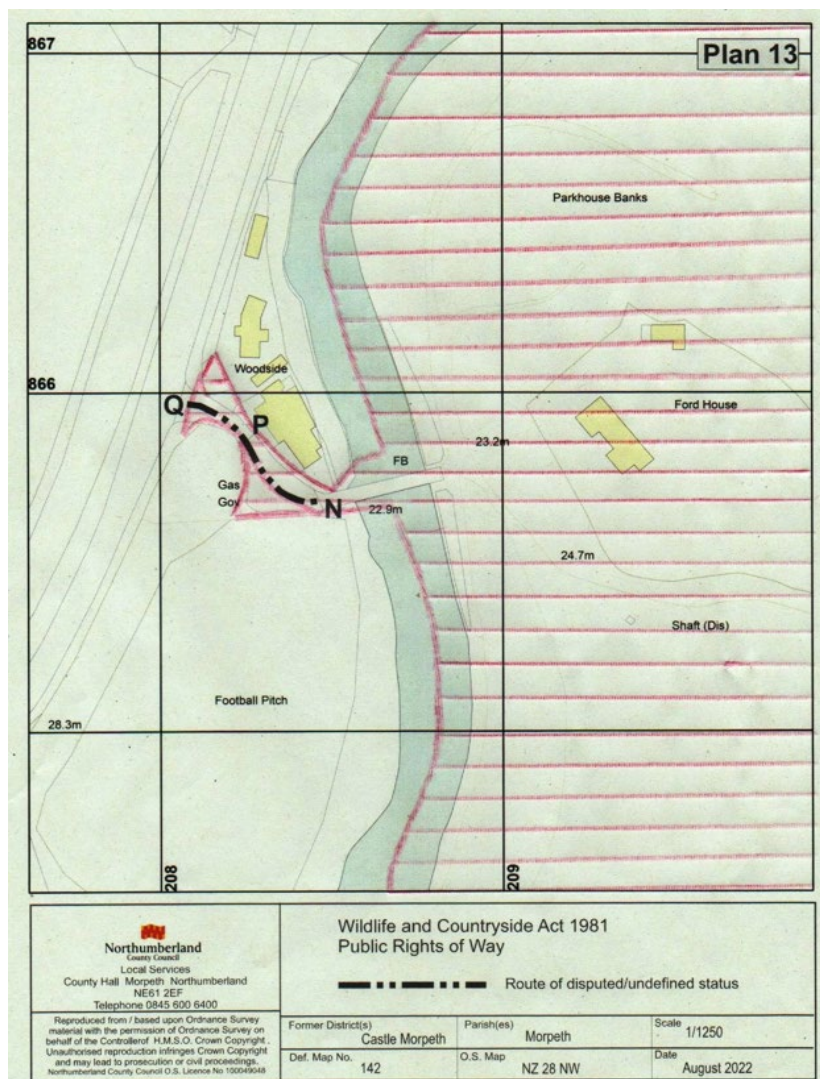 867
Plan 13
Parkhouse Banks
Woodside
866
Q
P
Ford House
23.2m
FB
Gas
Gov
N
22.9m
24.7m
Shaft (Dis)
Football Pitch
28.3m
208
209
Northumberland
County Council
Local Services
County Hall Morpeth Northumberland
NE61 2EF
Telephone 0845 600 6400
Reproduced from / based upon Ordnance Survey
material with the permission of Ordnance Survey on
behalf of the Controllerof H.M.S.O. Crown Copyright.
Unauthorised reproduction infringes Crown Copyright
and may lead to prosecution or civil proceedings.
Northumberland County Council O.S. Licence No 100049048
Wildlife and Countryside Act 1981
Public Rights of Way
Route of disputed/undefined status
Former District(s)
Castle Morpeth
Parish(es)
Morpeth
Scale
1/1250
Def. Map No.
142
O.S. Map
NZ 28 NW
Date
August 2022